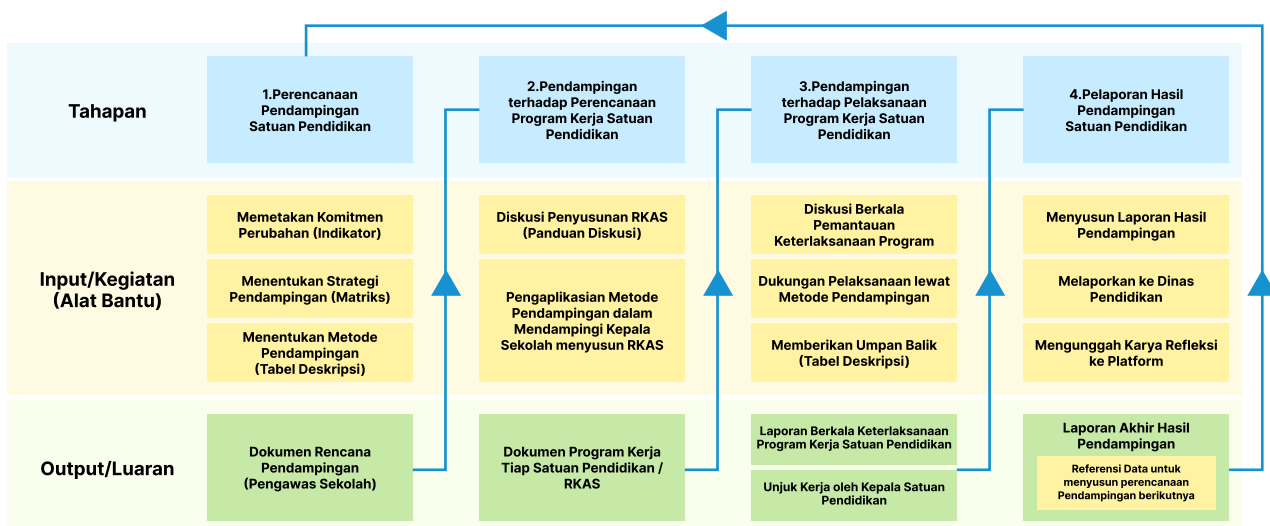 Tahapan
1.Perencanaan
Pendampingan
Satuan Pendidikan
2.Pendampingan
terhadap Perencanaan
Program Kerja Satuan
Pendidikan
3.Pendampingan
terhadap Pelaksanaan
Program Kerja Satuan
Pendidikan
4.Pelaporan Hasil
Pendampingan
Satuan Pendidikan
Input/Kegiatan
(Alat Bantu)
Memetakan Komitmen
Perubahan (Indikator)
Menentukan Strategi
Pendampingan (Matriks)
Menentukan Metode
Pendampingan
(Tabel Deskripsi)
Diskusi Penyusunan RKAS
(Panduan Diskusi)
Pengaplikasian Metode
Pendampingan dalam
Mendampingi Kepala
Sekolah menyusun RKAS
Diskusi Berkala
Pemantauan
Keterlaksanaan Program
Dukungan Pelaksanaan lewat
Metode Pendampingan
Memberikan Umpan Balik
(Tabel Deskripsi)
Menyusun Laporan Hasil
Pendampingan
Melaporkan ke Dinas
Pendidikan
Mengunggah Karya Refleksi
ke Platform
Output/Luaran
Dokumen Rencana
Pendampingan
(Pengawas Sekolah)
Dokumen Program Kerja
Tiap Satuan Pendidikan /
RKAS
Laporan Berkala Keterlaksanaan
Program Kerja Satuan Pendidikan
Unjuk Kerja oleh Kepala Satuan
Pendidikan
Laporan Akhir Hasil
Pendampingan
Referensi Data untuk
menyusun perencanaan
Pendampingan berikutnya